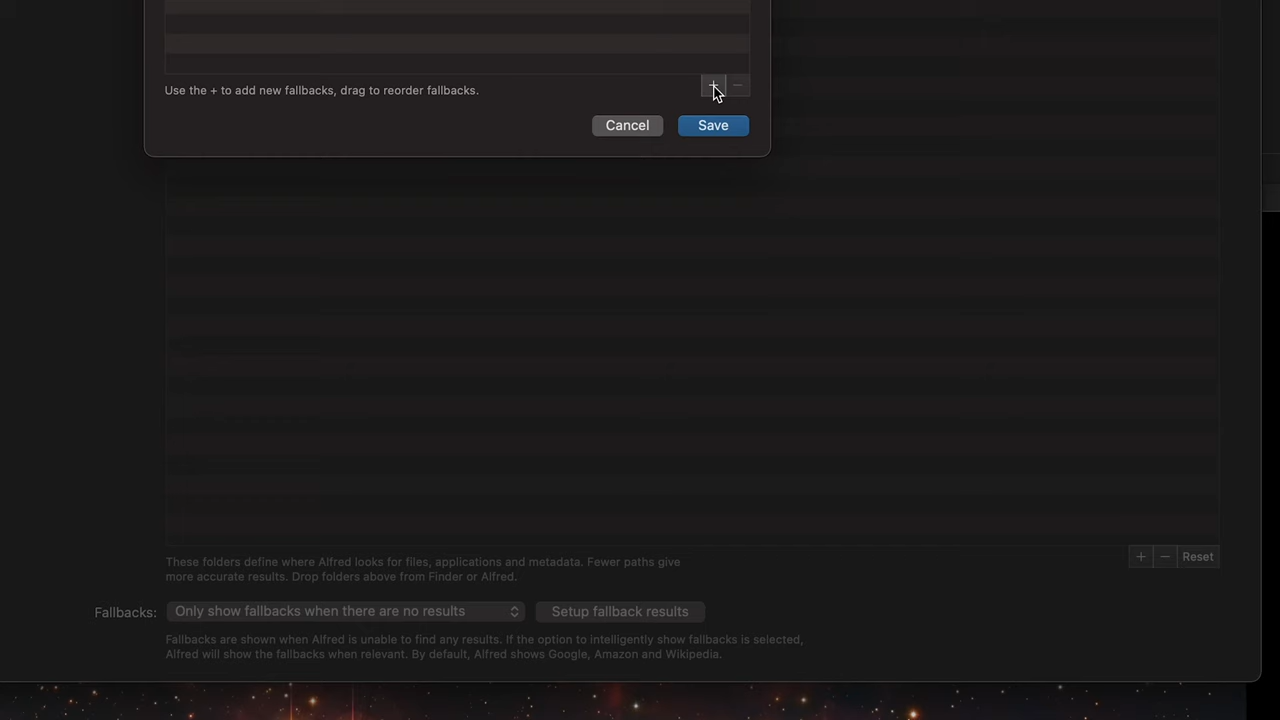 Use the + to add new fallbacks, drag to reorder fallbacks.
+ −
Cancel
Save
These folders define where Alfred looks for files, applications and metadata. Fewer paths give
more accurate results. Drop folders above from Finder or Alfred.
+ − Reset
Fallbacks: Only show fallbacks when there are no results
Setup fallback results
Fallbacks are shown when Alfred is unable to find any results. If the option to intelligently show fallbacks is selected,
Alfred will show the fallbacks when relevant. By default, Alfred shows Google, Amazon and Wikipedia.